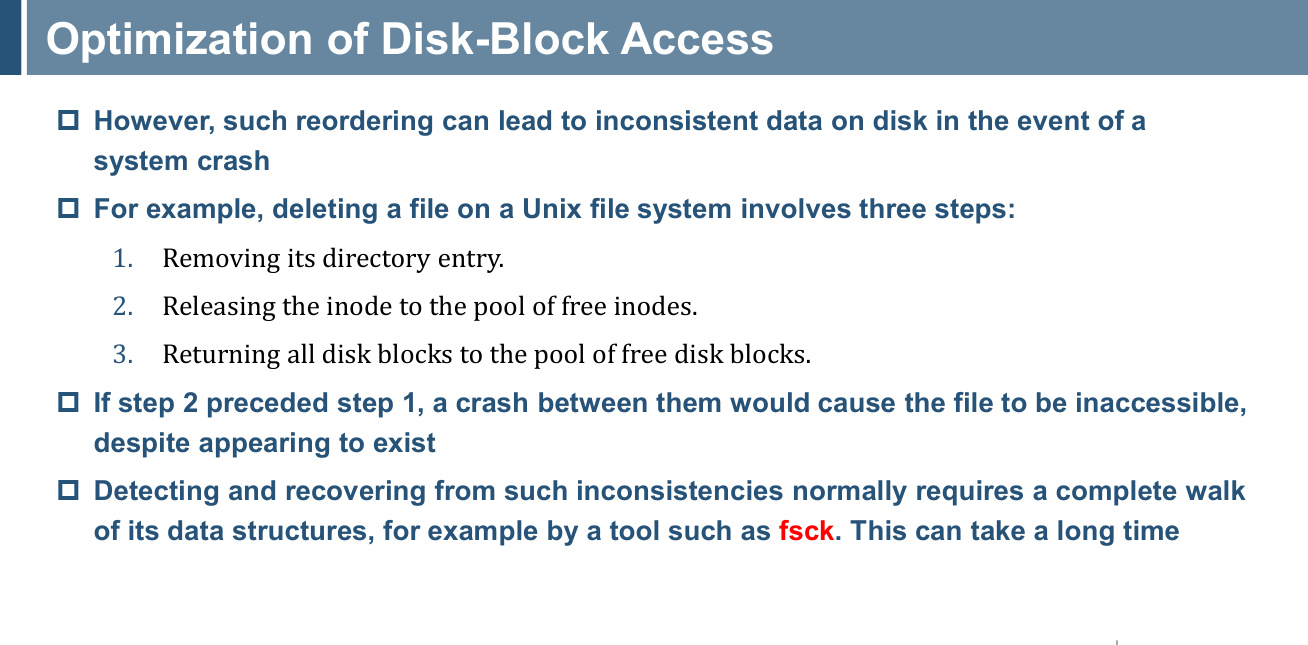 Optimization of Disk-Block Access
However, such reordering can lead to inconsistent data on disk in the event of a
system crash
For example, deleting a file on a Unix file system involves three steps:
1. Removing its directory entry.
2. Releasing the inode to the pool of free inodes.
3. Returning all disk blocks to the pool of free disk blocks.
If step 2 preceded step 1, a crash between them would cause the file to be inaccessible,
despite appearing to exist
Detecting and recovering from such inconsistencies normally requires a complete walk
of its data structures, for example by a tool such as fsck. This can take a long time